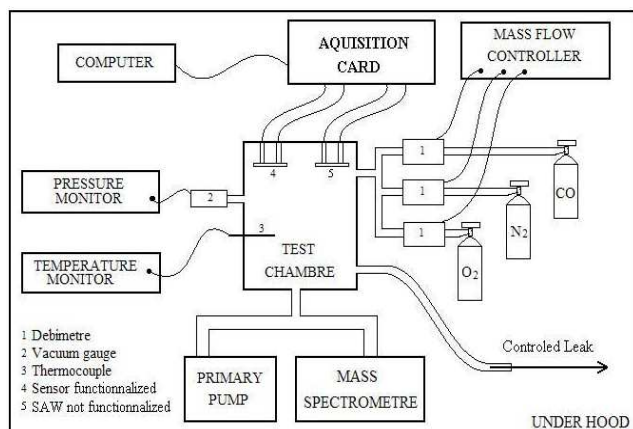 COMPUTER
AQUISITION
CARD
MASS FLOW
CONTROLLER
4
5
1
1
1
CO
N2
O2
PRESSURE
MONITOR
2
3
TEMPERATURE
MONITOR
TEST
CHAMBRE
1 Debimetre
2 Vacuum gauge
3 Thermocouple
4 Sensor functionnalized
5 SAW not functionnalized
PRIMARY
PUMP
MASS
SPECTROMETRE
Controled Leak
UNDER HOOD